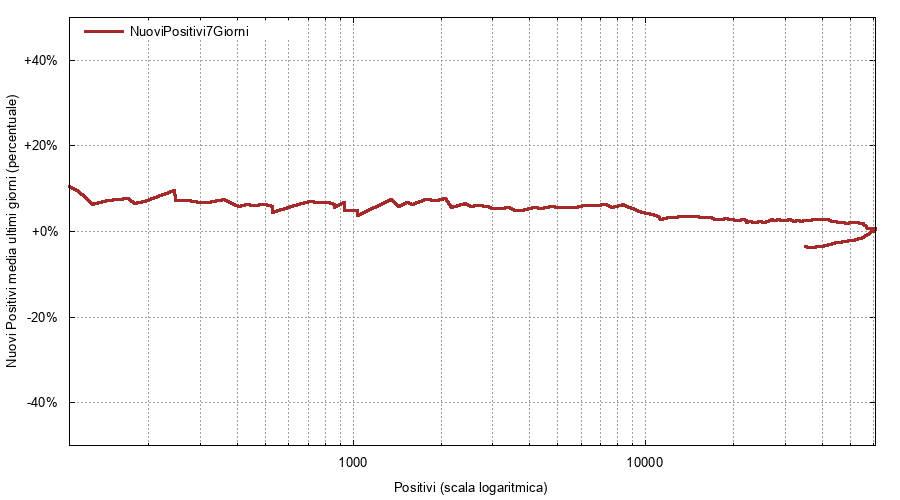 NuoviPositivi7Giorni
+40%
+20%
+0%
-20%
-40%
Nuovi Positivi media ultimi giorni (percentuale)
1000 10000
Positivi (scala logaritmica)